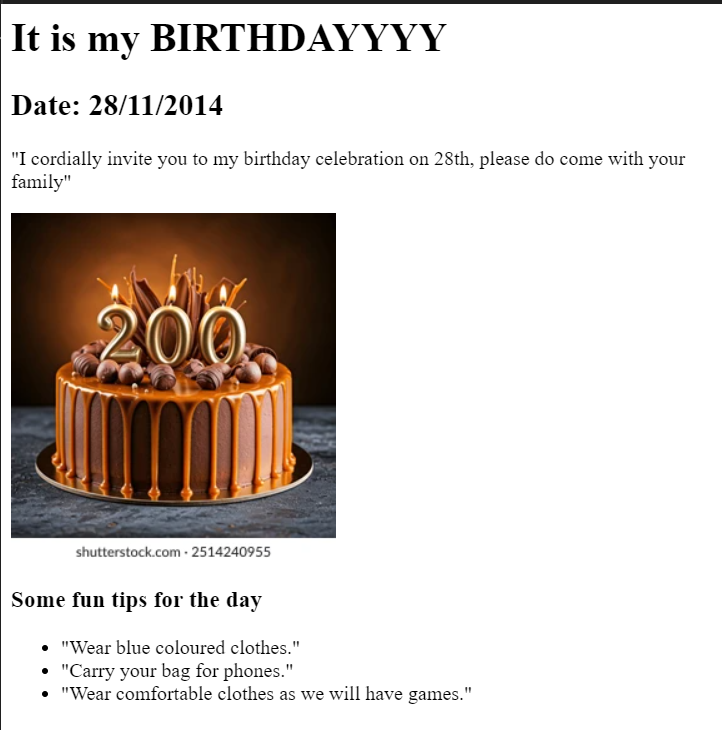 It is my BIRTHDAYYYY
Date: 28/11/2014
"I cordially invite you to my birthday celebration on 28th, please do come with your
family"
200
shutterstock.com · 2514240955
Some fun tips for the day
"Wear blue coloured clothes."
"Carry your bag for phones."
"Wear comfortable clothes as we will have games."